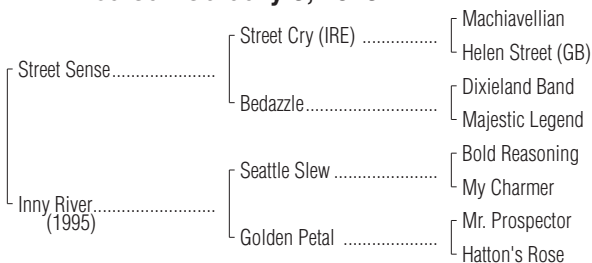 Machiavellian
Street Cry (IRE) ................
Helen Street (GB)
Street Sense......................
Dixieland Band
Bedazzle............................
Majestic Legend
Bold Reasoning
Seattle Slew ......................
My Charmer
Inny River..........................
(1995)
Mr. Prospector
Golden Petal ....................
Hatton's Rose